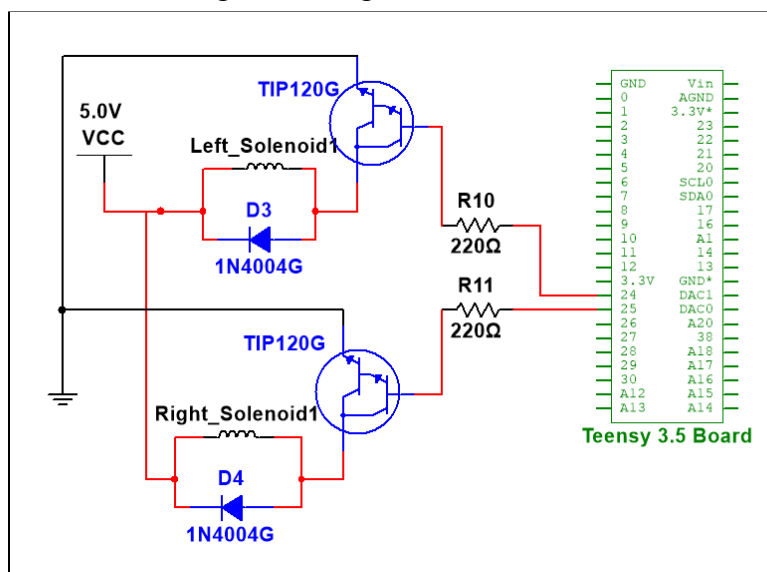 TIP120G
5.0V
VCC
Left_Solenoid1
D3
1N4004G
R10
220Ω
R11
220Ω
TIP120G
Right_Solenoid1
D4
1N4004G
GND Vin
0 AGND
1 3.3V*
2 23
3 22
4 21
5 20
6 SCL0
7 SDA0
8 17
9 16
10 A1
11 14
12 13
3.3V GND*
24 DAC1
25 DAC0
26 A20
27 38
28 A18
29 A17
30 A16
A12 A15
A13 A14
Teensy 3.5 Board